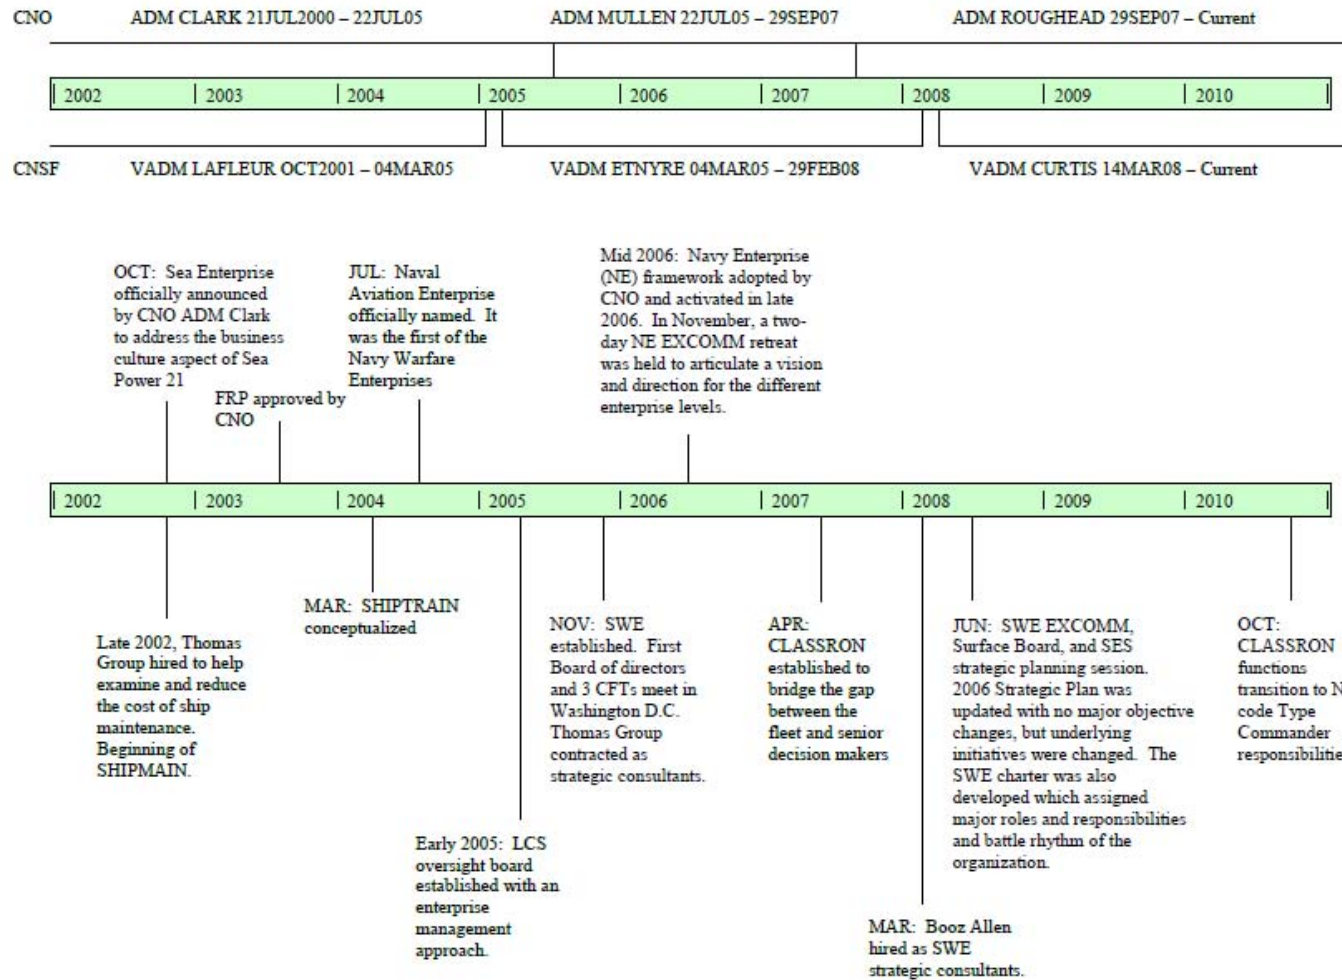 CNO ADM CLARK 21JUL2000 – 22JUL05 ADM MULLEN 22JUL05 - 29SEP07 ADM ROUGHEAD 29SEP07 – Current
2002 2003 2004 2005 2006 2007 2008 2009 2010
CNSF VADM LAFLEUR OCT2001 – 04MAR05 VADM ETNYRE 04MAR05 – 29FEB08 VADM CURTIS 14MAR08 – Current
OCT: Sea Enterprise
officially announced
by CNO ADM Clark
to address the business
culture aspect of Sea
Power 21
FRP approved by
CNO
JUL: Naval
Aviation Enterprise
officially named. It
was the first of the
Navy Warfare
Enterprises
Mid 2006: Navy Enterprise
(NE) framework adopted by
CNO and activated in late
2006. In November, a two-
day NE EXCOMM retreat
was held to articulate a vision
and direction for the different
enterprise levels.
2002 2003 2004 2005 2006 2007 2008 2009 2010
Late 2002, Thomas
Group hired to help
examine and reduce
the cost of ship
maintenance.
Beginning of
SHIPMAIN.
MAR: SHIPTRAIN
conceptualized
Early 2005: LCS
oversight board
established with an
enterprise
management
approach.
NOV: SWE
established. First
Board of directors
and 3 CFTs meet in
Washington D.C.
Thomas Group
contracted as
strategic consultants.
APR:
CLASSRON
established to
bridge the gap
between the
fleet and senior
decision makers
MAR: Booz Allen
hired as SWE
strategic consultants.
JUN: SWE EXCOMM,
Surface Board, and SES
strategic planning session.
2006 Strategic Plan was
updated with no major objective
changes, but underlying
initiatives were changed. The
SWE charter was also
developed which assigned
major roles and responsibilities
and battle rhythm of the
organization.
OCT:
CLASSRON
functions
transition to N
code Type
Commander
responsibilitie